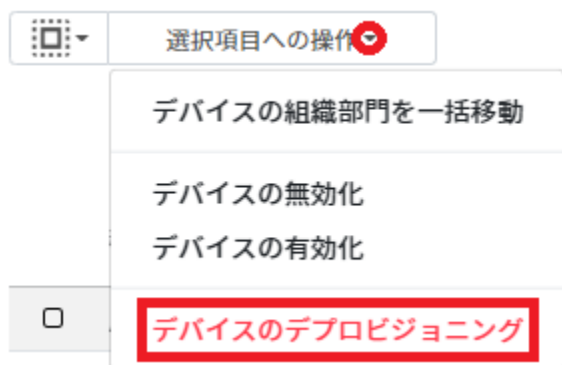 選択項目への操作
デバイスの組織部門を一括移動
デバイスの無効化
デバイスの有効化
デバイスのデプロビジョニング